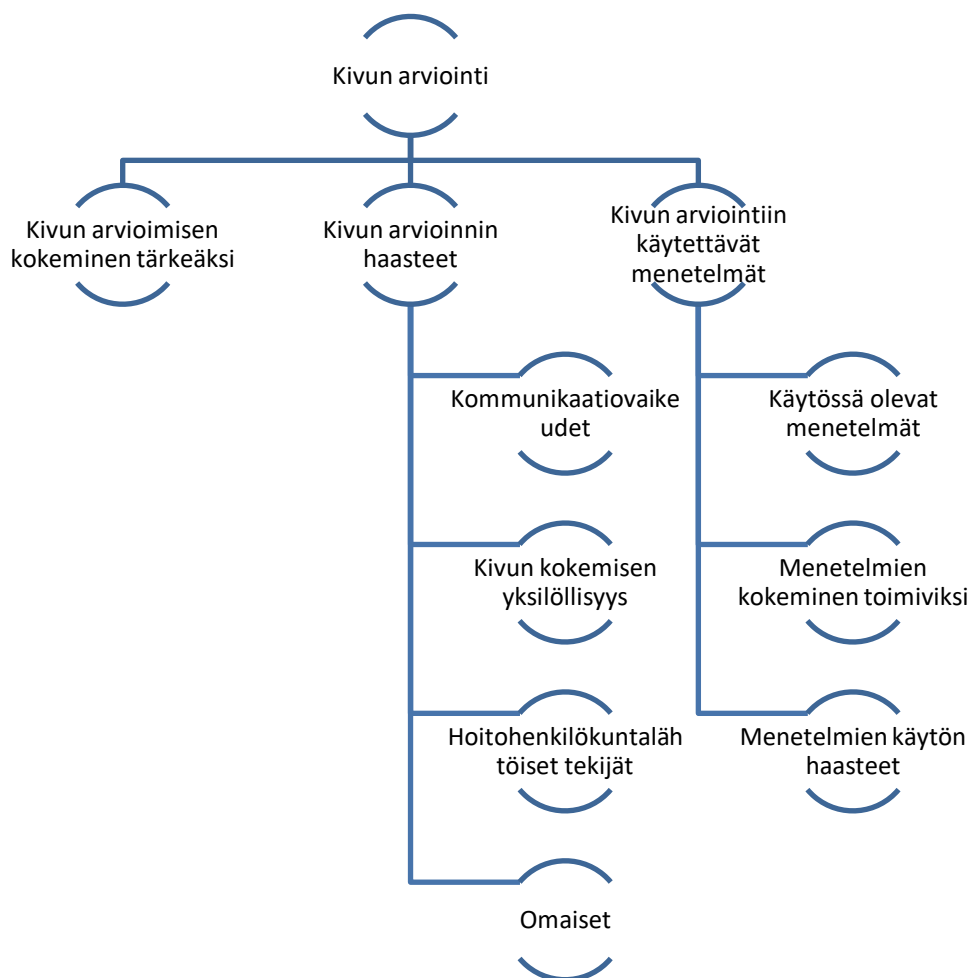 Kivun arviointi
Kivun arvioimisen
kokeminen tärkeäksi
Kivun arvioinnin
haasteet
Kivun arviointiin
käytettävät
menetelmät
Kommunikaatiovaike
udet
Kivun kokemisen
yksilöllisyys
Hoitohenkilökuntaläh
töiset tekijät
Omaiset
Käytössä olevat
menetelmät
Menetelmien
kokeminen toimiviksi
Menetelmien käytön
haasteet